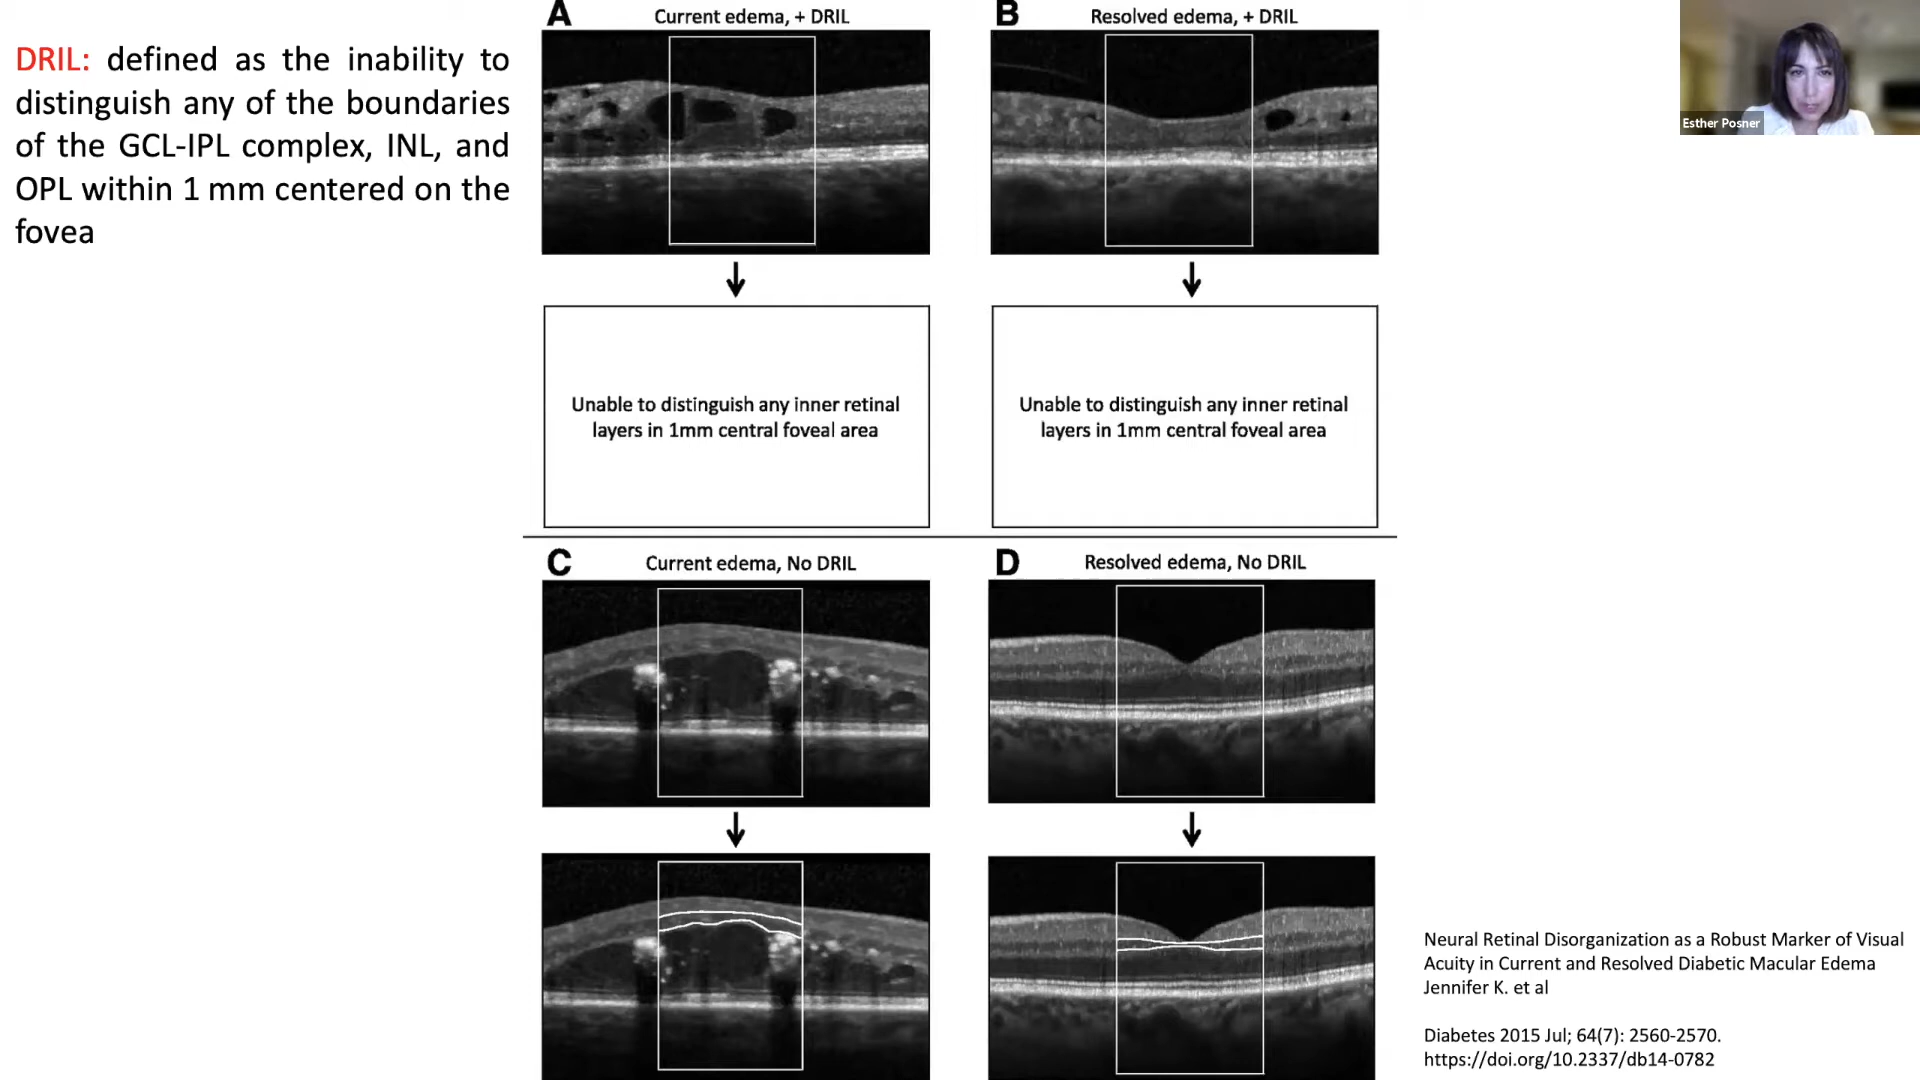 DRIL: defined as the inability to
distinguish any of the boundaries
of the GCL-IPL complex, INL, and
OPL within 1 mm centered on the
fovea
A
Current edema, + DRIL
B
Resolved edema, + DRIL
Esther Posner
Unable to distinguish any inner retinal
layers in 1mm central foveal area
Unable to distinguish any inner retinal
layers in 1mm central foveal area
C
Current edema, No DRIL
D
Resolved edema, No DRIL
Neural Retinal Disorganization as a Robust Marker of Visual
Acuity in Current and Resolved Diabetic Macular Edema
Jennifer K. et al
Diabetes 2015 Jul; 64(7): 2560-2570.
https://doi.org/10.2337/db14-0782